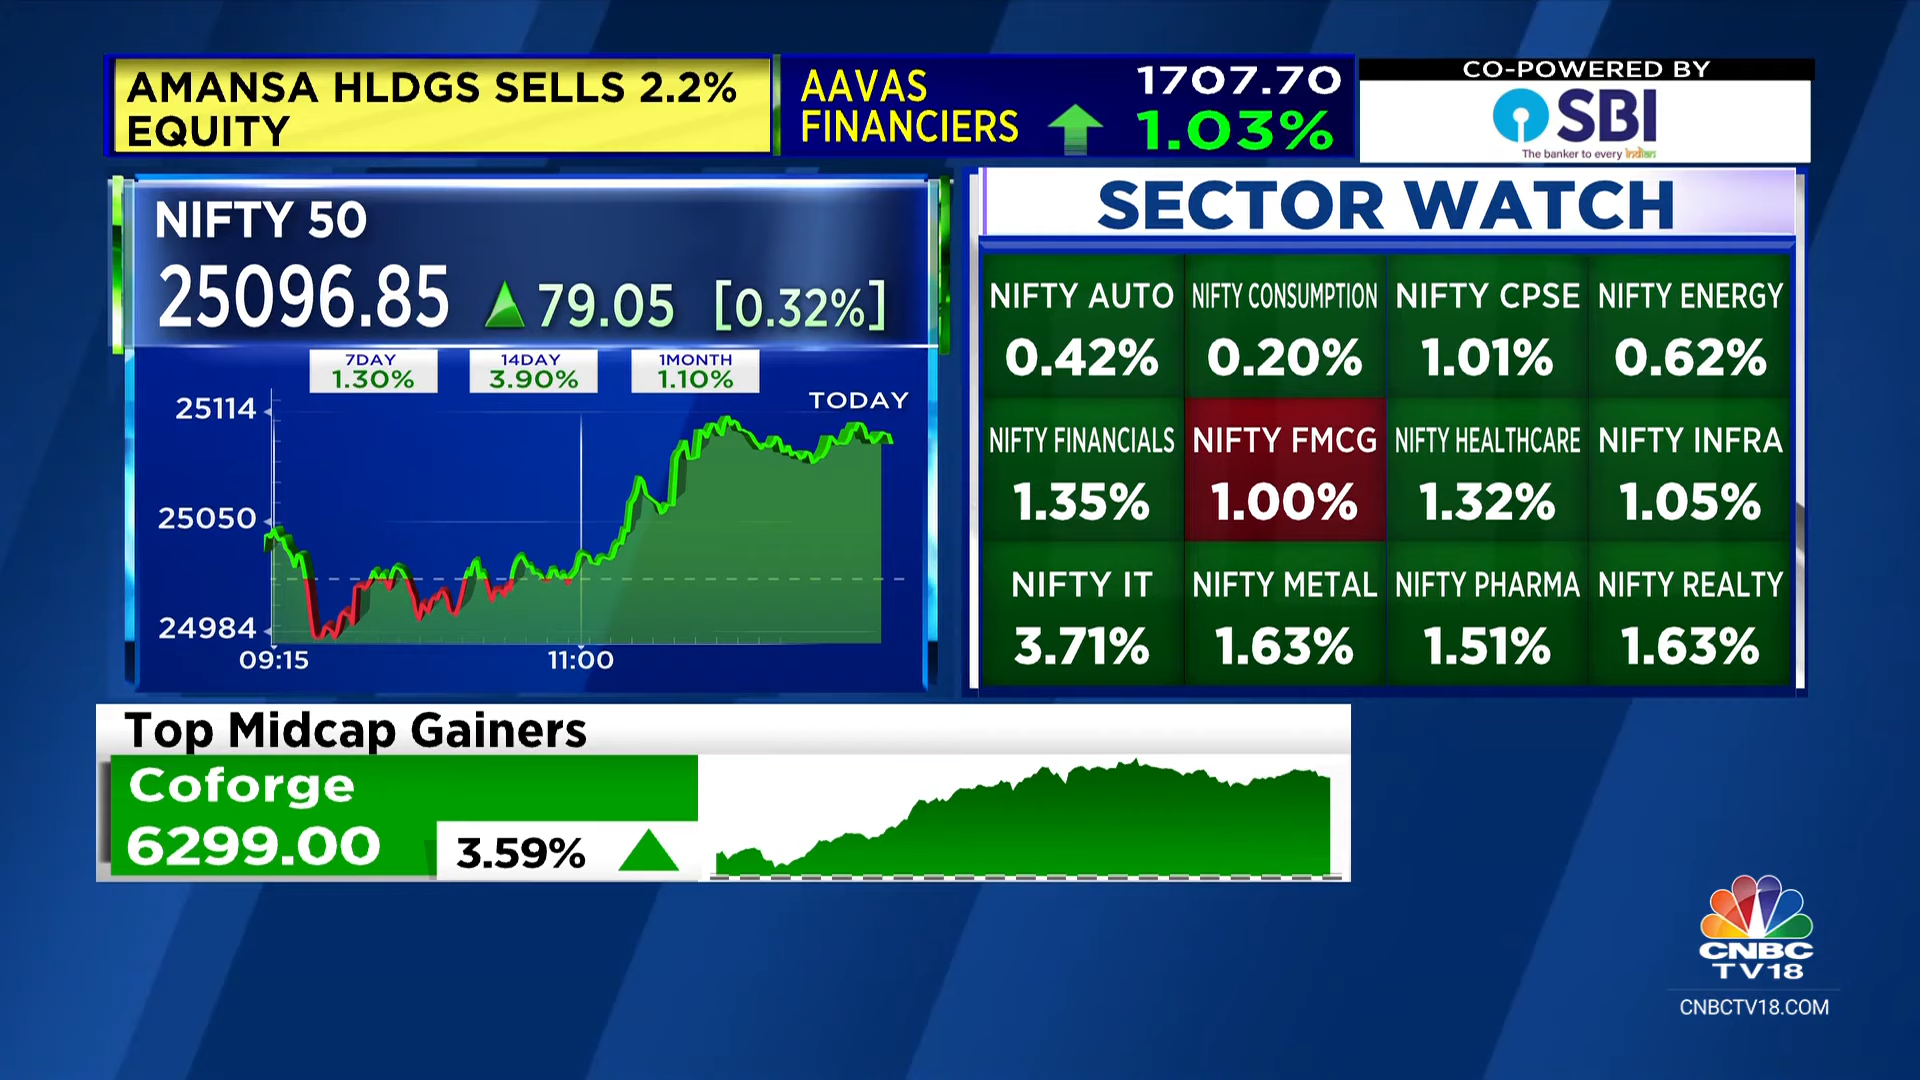 AMANSA HLDGS SELLS 2.2%
EQUITY
AAVAS
FINANCIERS
1707.70
1.03%
CO-POWERED BY
SBI
The banker to every indian
NIFTY 50
25096.85 79.05 [0.32%]
7DAY
1.30%
14DAY
3.90%
1MONTH
1.10%
TODAY
25114
25050
24984
09:15
11:00
SECTOR WATCH
NIFTY AUTO
0.42%
NIFTY CONSUMPTION
0.20%
NIFTY CPSE
1.01%
NIFTY ENERGY
0.62%
NIFTY FINANCIALS
1.35%
NIFTY FMCG
1.00%
NIFTY HEALTHCARE
1.32%
NIFTY INFRA
1.05%
NIFTY IT
3.71%
NIFTY METAL
1.63%
NIFTY PHARMA
1.51%
NIFTY REALTY
1.63%
Top Midcap Gainers
Coforge
6299.00
3.59%
CNBC
TV18
CNBCTV18.COM